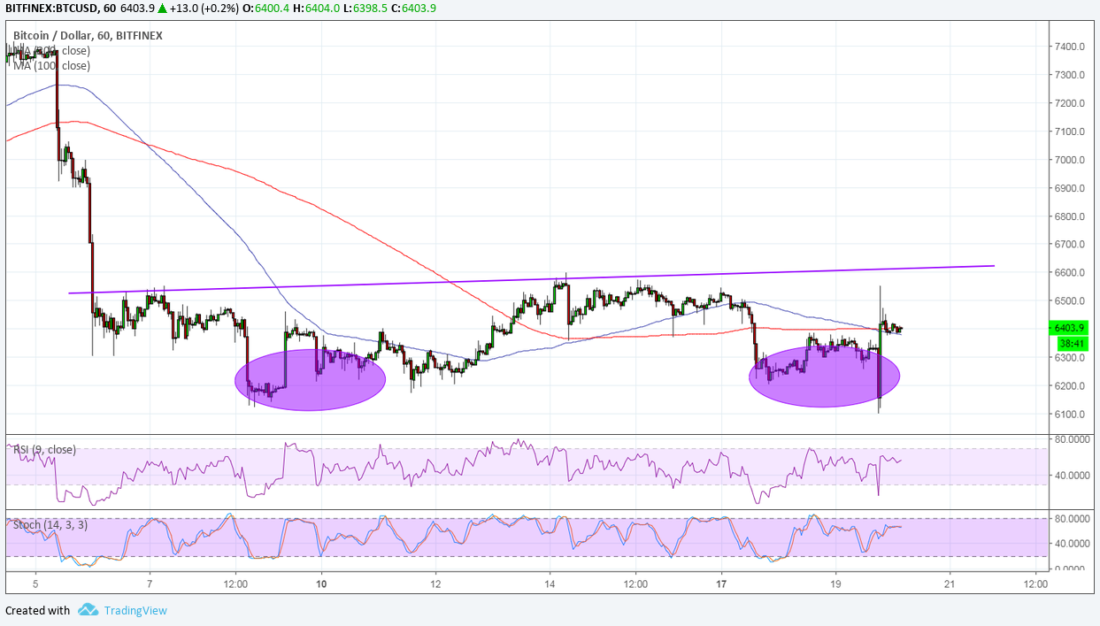 BITFINEX:BTCUSD, 60 6403.9 ▲ +13.0 (+0.2%) O:6400.4 H:6404.0 L:6398.5 C:6403.9
Bitcoin / Dollar, 60, BITFINEX
close)
MA (100, close)
7400.0
7300.0
7200.0
7100.0
7000.0
6900.0
6800.0
6700.0
6600.0
6500.0
6403.9
38:41
6300.0
6200.0
6100.0
RSI (9, close)
80.0000
40.0000
Stoch (14, 3, 3)
80.0000
40.0000
0.0000
5 7 12:00 10 12 14 12:00 17 19 21 12:00
Created with TradingView